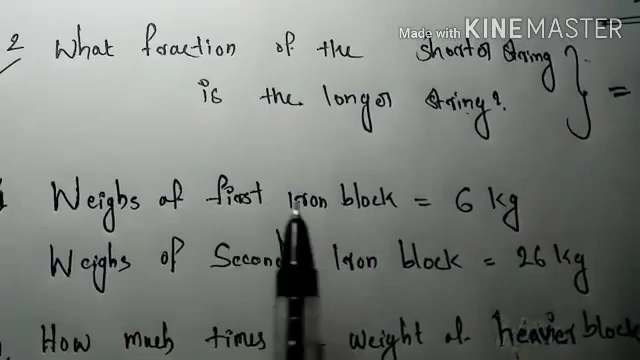 Made with KINEMASTER
2 What fraction of the shorter string
is the longer string? } =
Weighs of first Iron block = 6 kg
Weighs of Second Iron block = 26 kg
How much times weight of heavier block